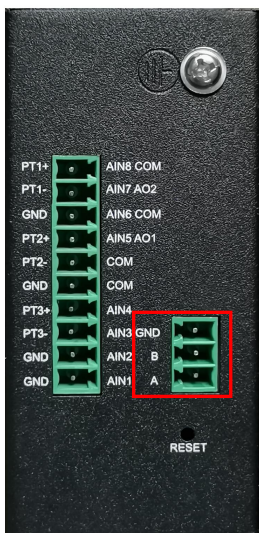 PT1+ AIN8 COM
PT1- AIN7 AO2
GND AIN6 COM
PT2+ AIN5 AO1
PT2- COM
GND COM
PT3+ AIN4
PT3- AIN3 GND
GND AIN2 B
GND AIN1 A
RESET